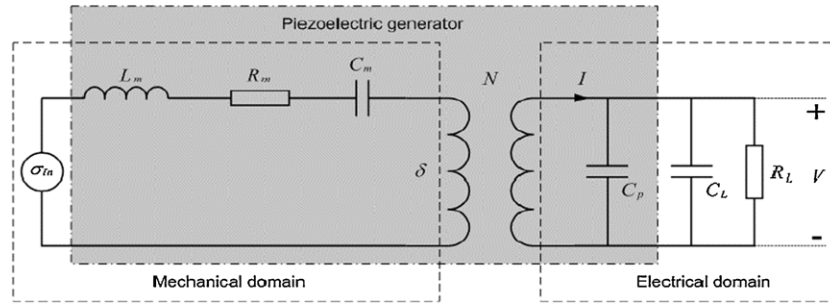 Piezoelectric generator
Lm
Rm
Cm
N
I
+
σin
δ
Cp
CL
RL
V
-
Mechanical domain
Electrical domain